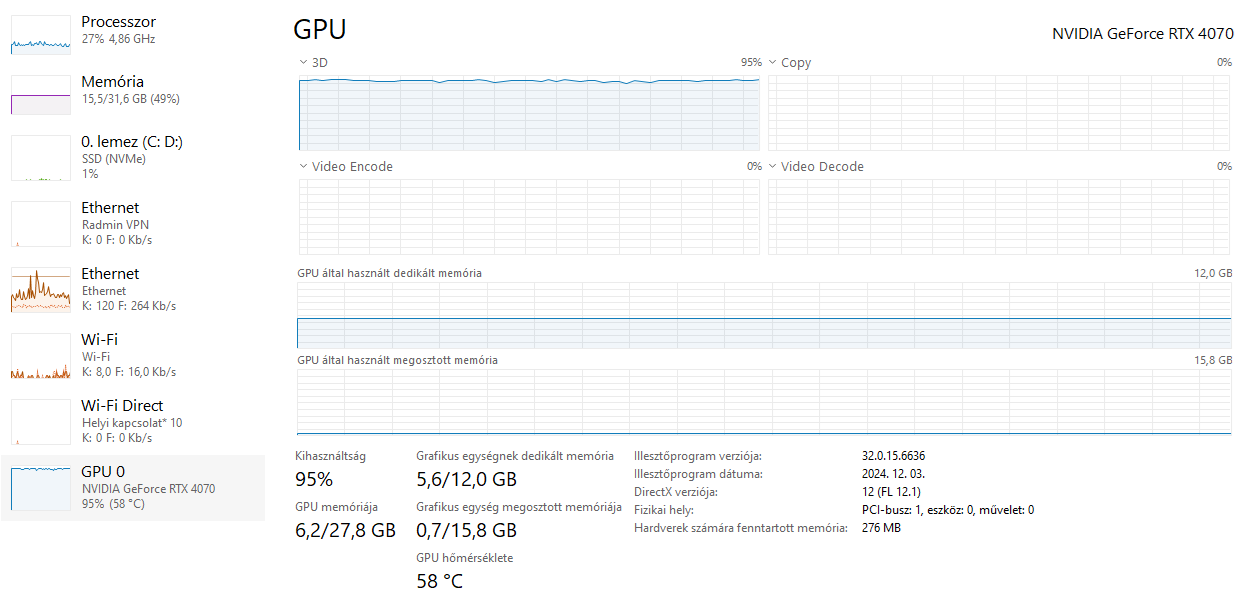 Processzor
27% 4,86 GHz
Memória
15,5/31,6 GB (49%)
0. lemez (C: D:)
SSD (NVMe)
1%
Ethernet
Radmin VPN
K: 0 F: 0 Kb/s
Ethernet
Ethernet
K: 120 F: 264 Kb/s
Wi-Fi
Wi-Fi
K: 8,0 F: 16,0 Kb/s
Wi-Fi Direct
Helyi kapcsolat* 10
K: 0 F: 0 Kb/s
GPU 0
NVIDIA GeForce RTX 4070
95% (58 °C)
GPU
NVIDIA GeForce RTX 4070
3D 95%
Copy 0%
Video Encode 0%
Video Decode 0%
GPU által használt dedikált memória 12,0 GB
GPU által használt megosztott memória 15,8 GB
Kihasználtság
95%
GPU memóriája
6,2/27,8 GB
Grafikus egységnek dedikált memória
5,6/12,0 GB
Grafikus egység megosztott memóriája
0,7/15,8 GB
GPU hőmérséklete
58 °C
Illesztőprogram verziója: 32.0.15.6636
Illesztőprogram dátuma: 2024. 12. 03.
DirectX verziója: 12 (FL 12.1)
Fizikai hely: PCI-busz: 1, eszköz: 0, művelet: 0
Hardverek számára fenntartott memória: 276 MB